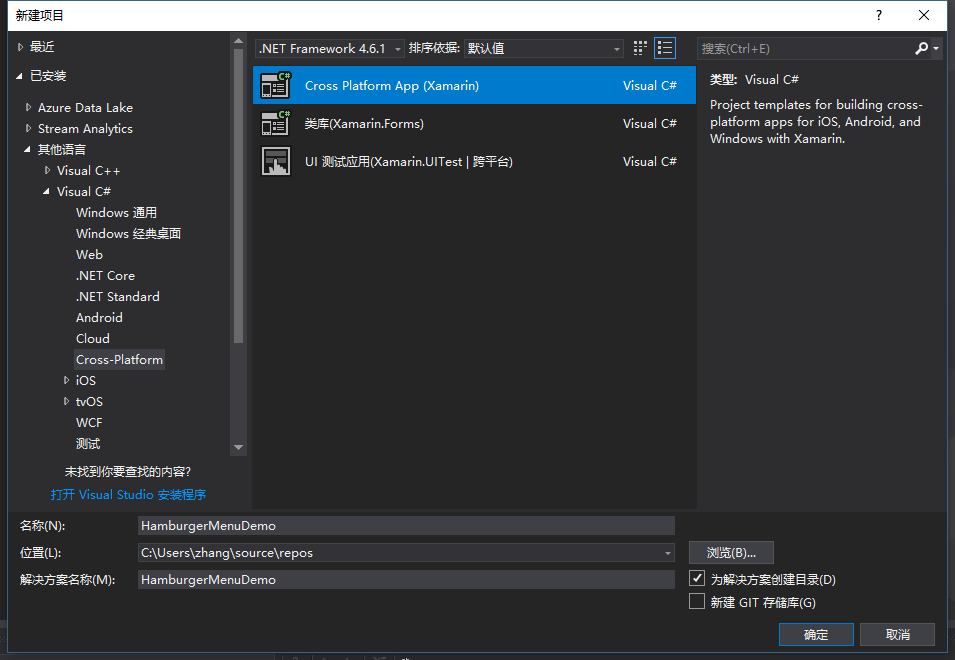 新建项目
最近
已安装
Azure Data Lake
Stream Analytics
其他语言
Visual C++
Visual C#
Windows 通用
Windows 经典桌面
Web
.NET Core
.NET Standard
Android
Cloud
Cross-Platform
iOS
tvOS
WCF
测试
未找到你要查找的内容?
打开 Visual Studio 安装程序
.NET Framework 4.6.1 排序依据: 默认值
Cross Platform App (Xamarin) Visual C#
类库(Xamarin.Forms) Visual C#
UI 测试应用(Xamarin.UITest | 跨平台) Visual C#
搜索(Ctrl+E)
类型: Visual C#
Project templates for building cross-
platform apps for iOS, Android, and
Windows with Xamarin.
名称(N): HamburgerMenuDemo
位置(L): C:\Users\zhang\source\repos 浏览(B)...
解决方案名称(M): HamburgerMenuDemo
为解决方案创建目录(D)
新建 GIT 存储库(G)
确定 取消